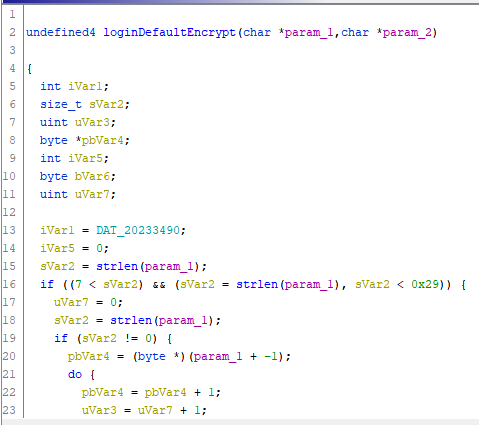 1
2 undefined4 loginDefaultEncrypt(char *param_1,char *param_2)
3
4 {
5 int iVar1;
6 size_t sVar2;
7 uint uVar3;
8 byte *pbVar4;
9 int iVar5;
10 byte bVar6;
11 uint uVar7;
12
13 iVar1 = DAT_20233490;
14 iVar5 = 0;
15 sVar2 = strlen(param_1);
16 if ((7 < sVar2) && (sVar2 = strlen(param_1), sVar2 < 0x29)) {
17 uVar7 = 0;
18 sVar2 = strlen(param_1);
19 if (sVar2 != 0) {
20 pbVar4 = (byte *)(param_1 + -1);
21 do {
22 pbVar4 = pbVar4 + 1;
23 uVar3 = uVar7 + 1;